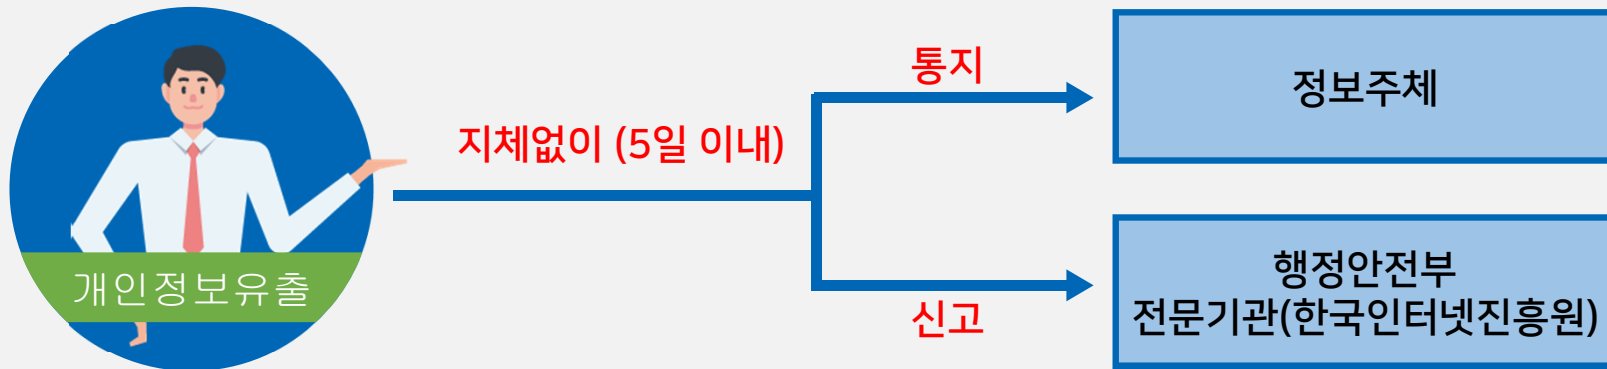 개인정보유출
지체없이 (5일 이내)
통지
정보주체
신고
행정안전부
전문기관(한국인터넷진흥원)